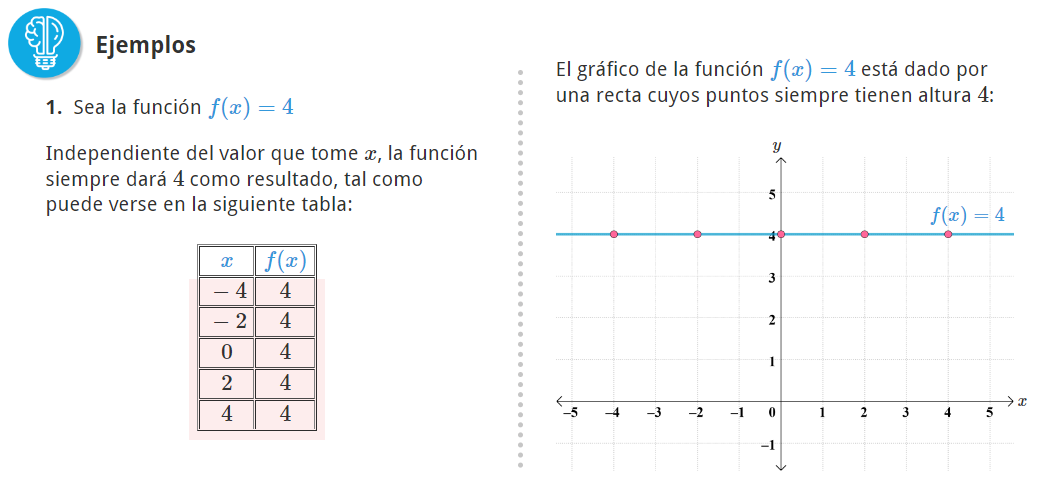 Ejemplos
1. Sea la función f(x) = 4
Independiente del valor que tome x, la función
siempre dará 4 como resultado, tal como
puede verse en la siguiente tabla:
x f(x)
− 4 4
− 2 4
0 4
2 4
4 4
El gráfico de la función f(x) = 4 está dado por
una recta cuyos puntos siempre tienen altura 4:
y
5
f(x) = 4
4
3
2
1
−5 −4 −3 −2 −1 0 1 2 3 4 5 x
−1